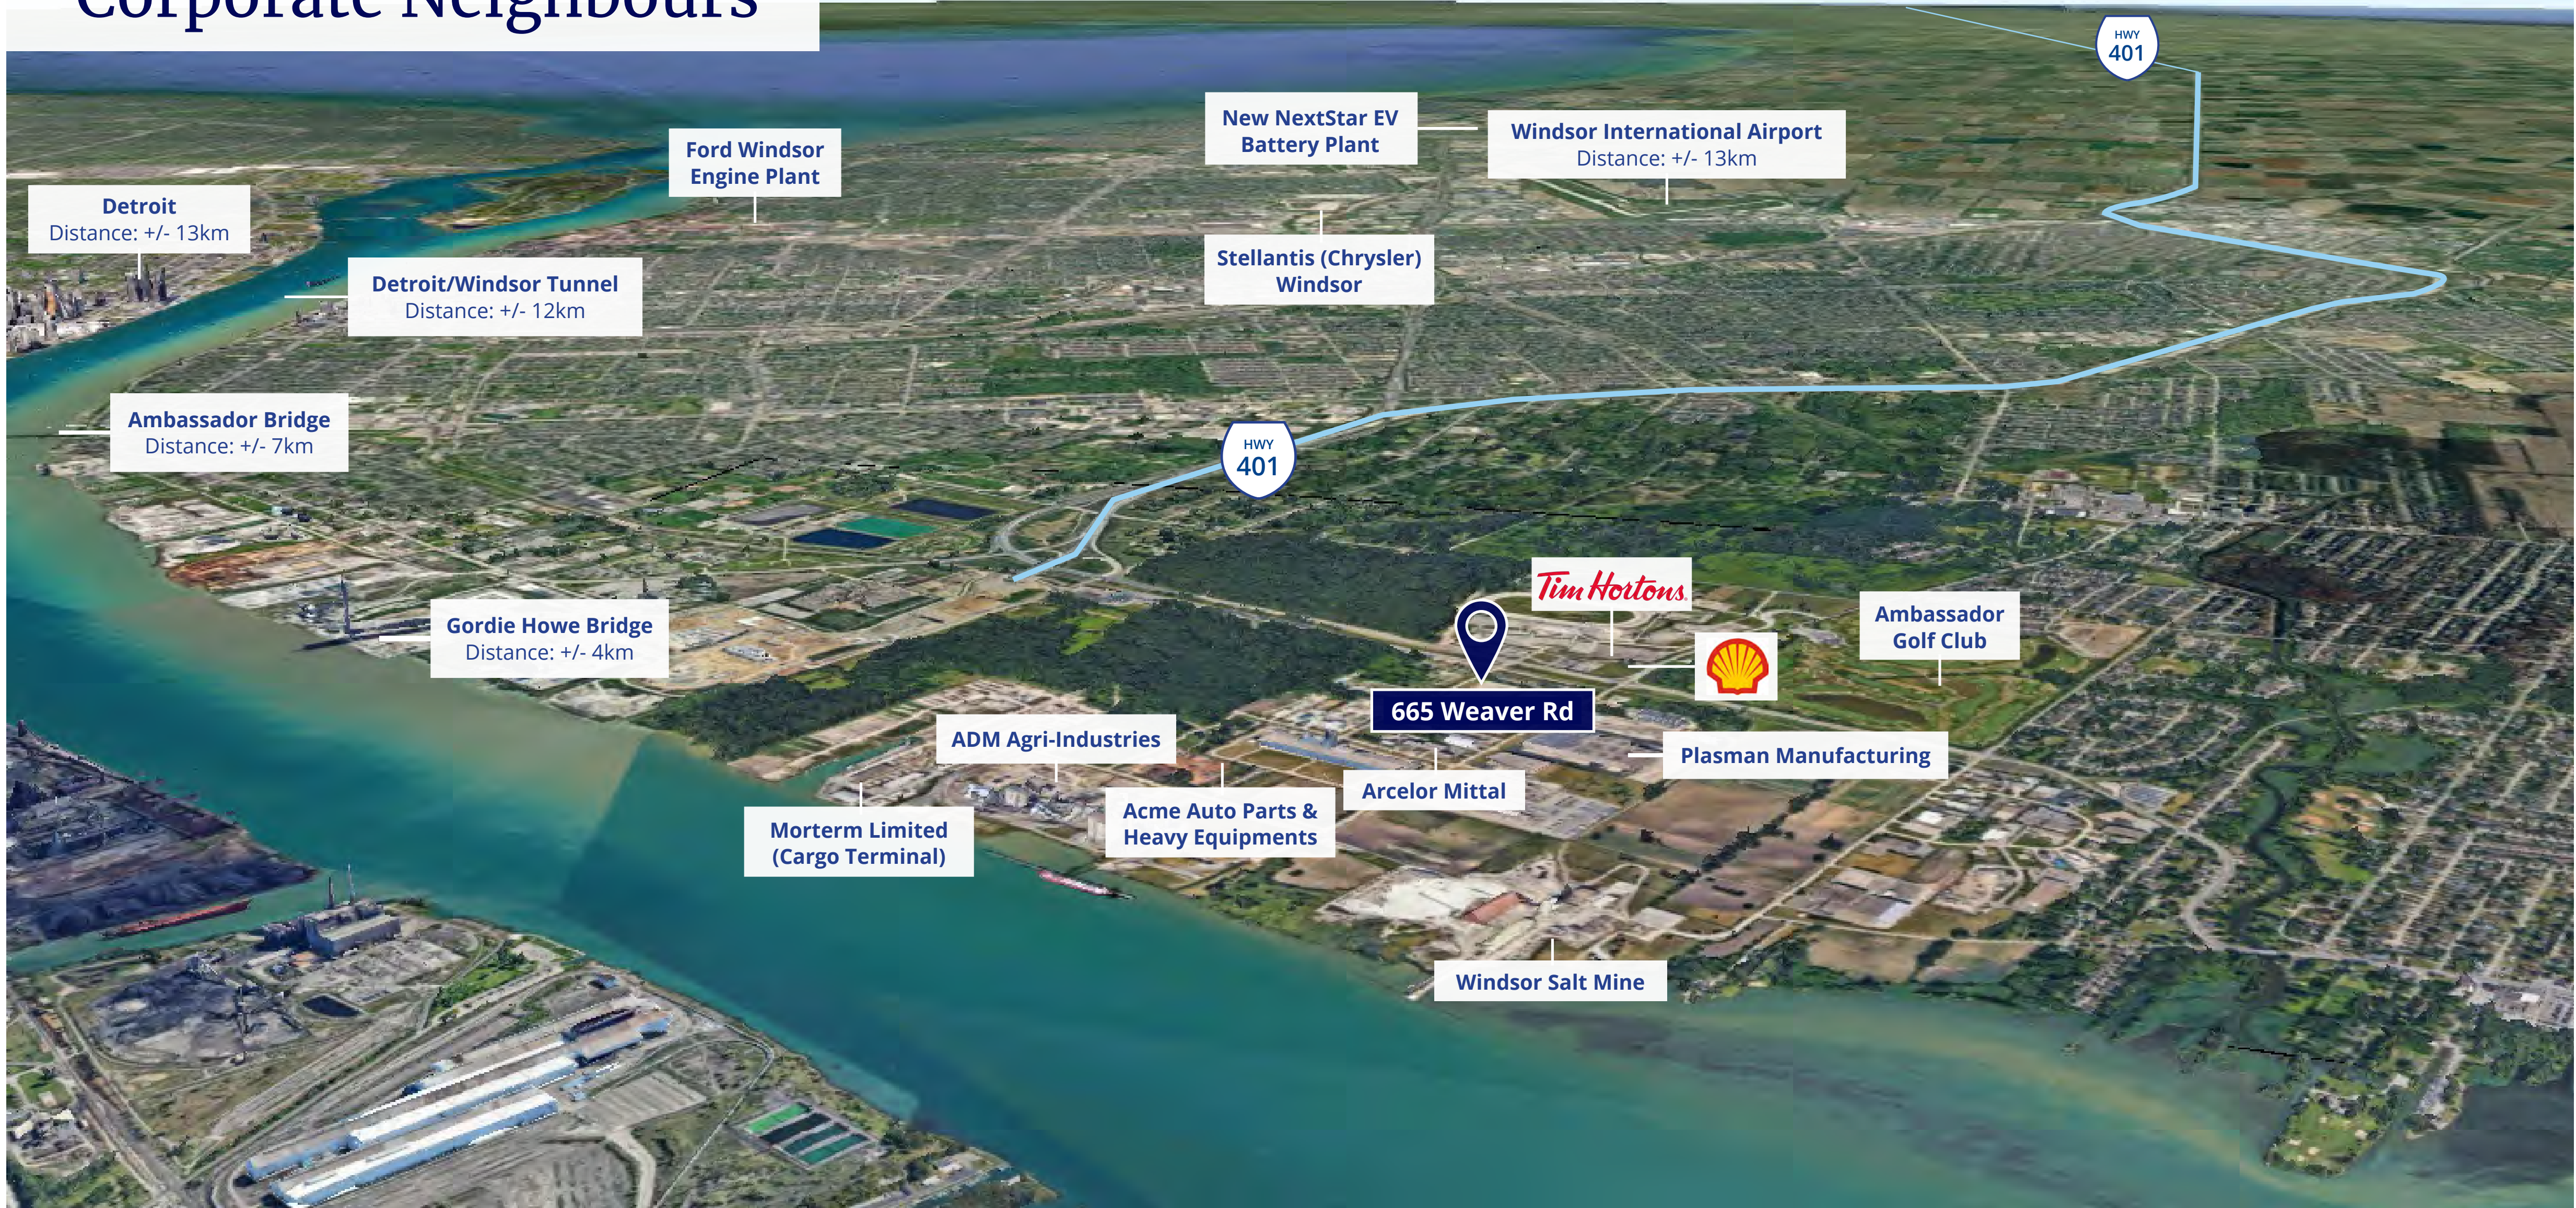 Corporate Neighbours
HWY
401
New NextStar EV
Battery Plant
Windsor International Airport
Distance: +/- 13km
Ford Windsor
Engine Plant
Detroit
Distance: +/- 13km
Stellantis (Chrysler)
Windsor
Detroit/Windsor Tunnel
Distance: +/- 12km
Ambassador Bridge
Distance: +/- 7km
HWY
401
Tim Hortons
Ambassador
Golf Club
Gordie Howe Bridge
Distance: +/- 4km
665 Weaver Rd
ADM Agri-Industries
Plasman Manufacturing
Arcelor Mittal
Acme Auto Parts &
Heavy Equipments
Morterm Limited
(Cargo Terminal)
Windsor Salt Mine